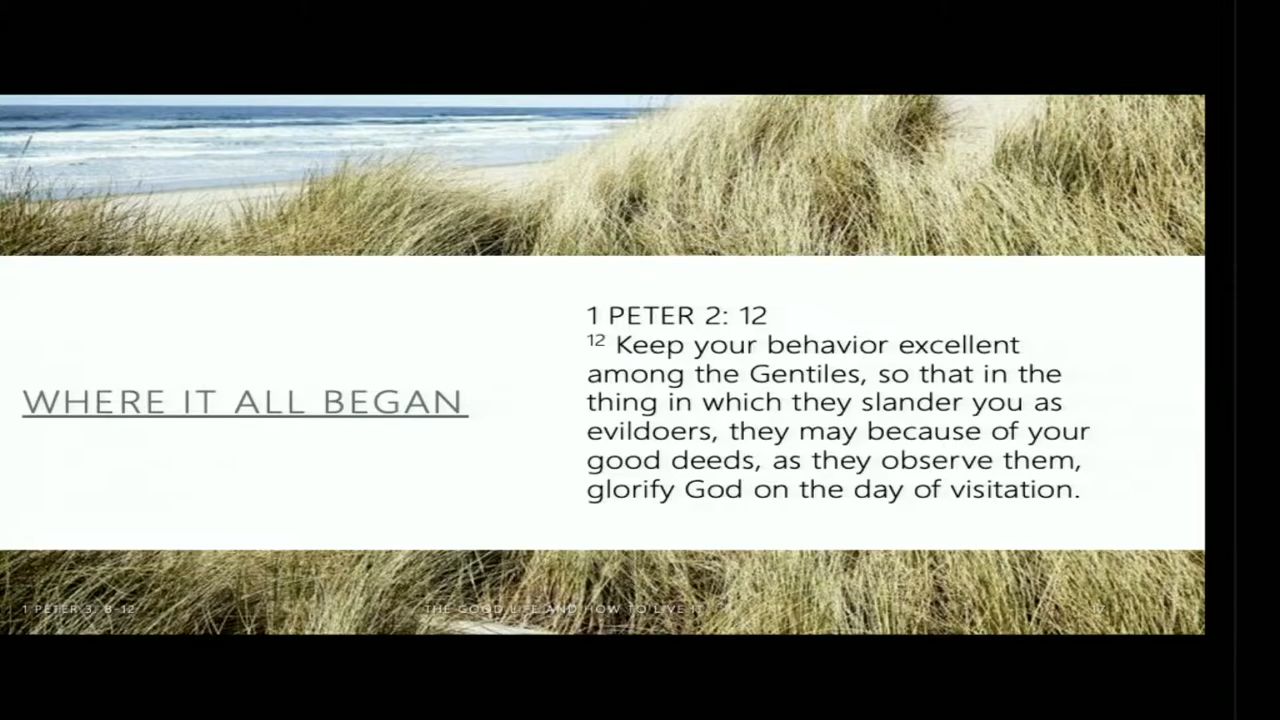 WHERE IT ALL BEGAN
1 PETER 2: 12
12 Keep your behavior excellent
among the Gentiles, so that in the
thing in which they slander you as
evildoers, they may because of your
good deeds, as they observe them,
glorify God on the day of visitation.
1 PETER 3: 8-12
THE GOOD LIFE AND HOW TO LIVE IT
17